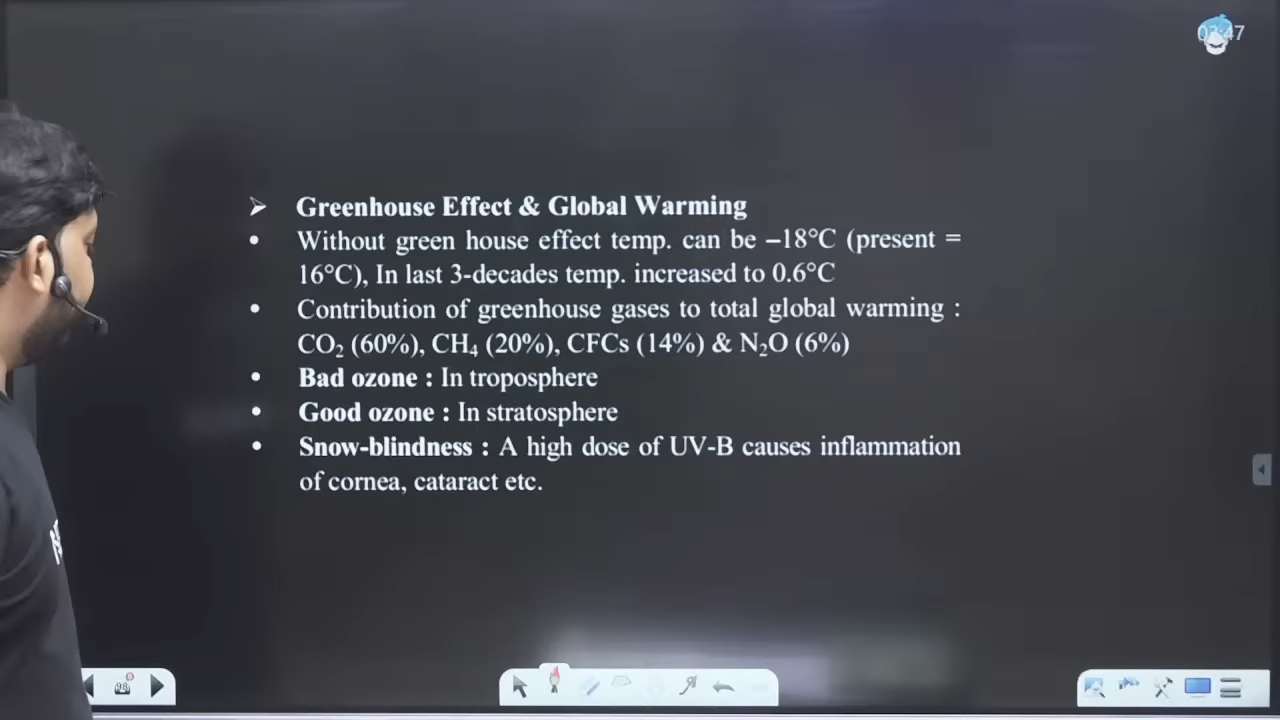 ➢ Greenhouse Effect & Global Warming
• Without green house effect temp. can be –18°C (present =
16°C), In last 3-decades temp. increased to 0.6°C
• Contribution of greenhouse gases to total global warming :
CO₂ (60%), CH₄ (20%), CFCs (14%) & N₂O (6%)
• Bad ozone : In troposphere
• Good ozone : In stratosphere
• Snow-blindness : A high dose of UV-B causes inflammation
of cornea, cataract etc.